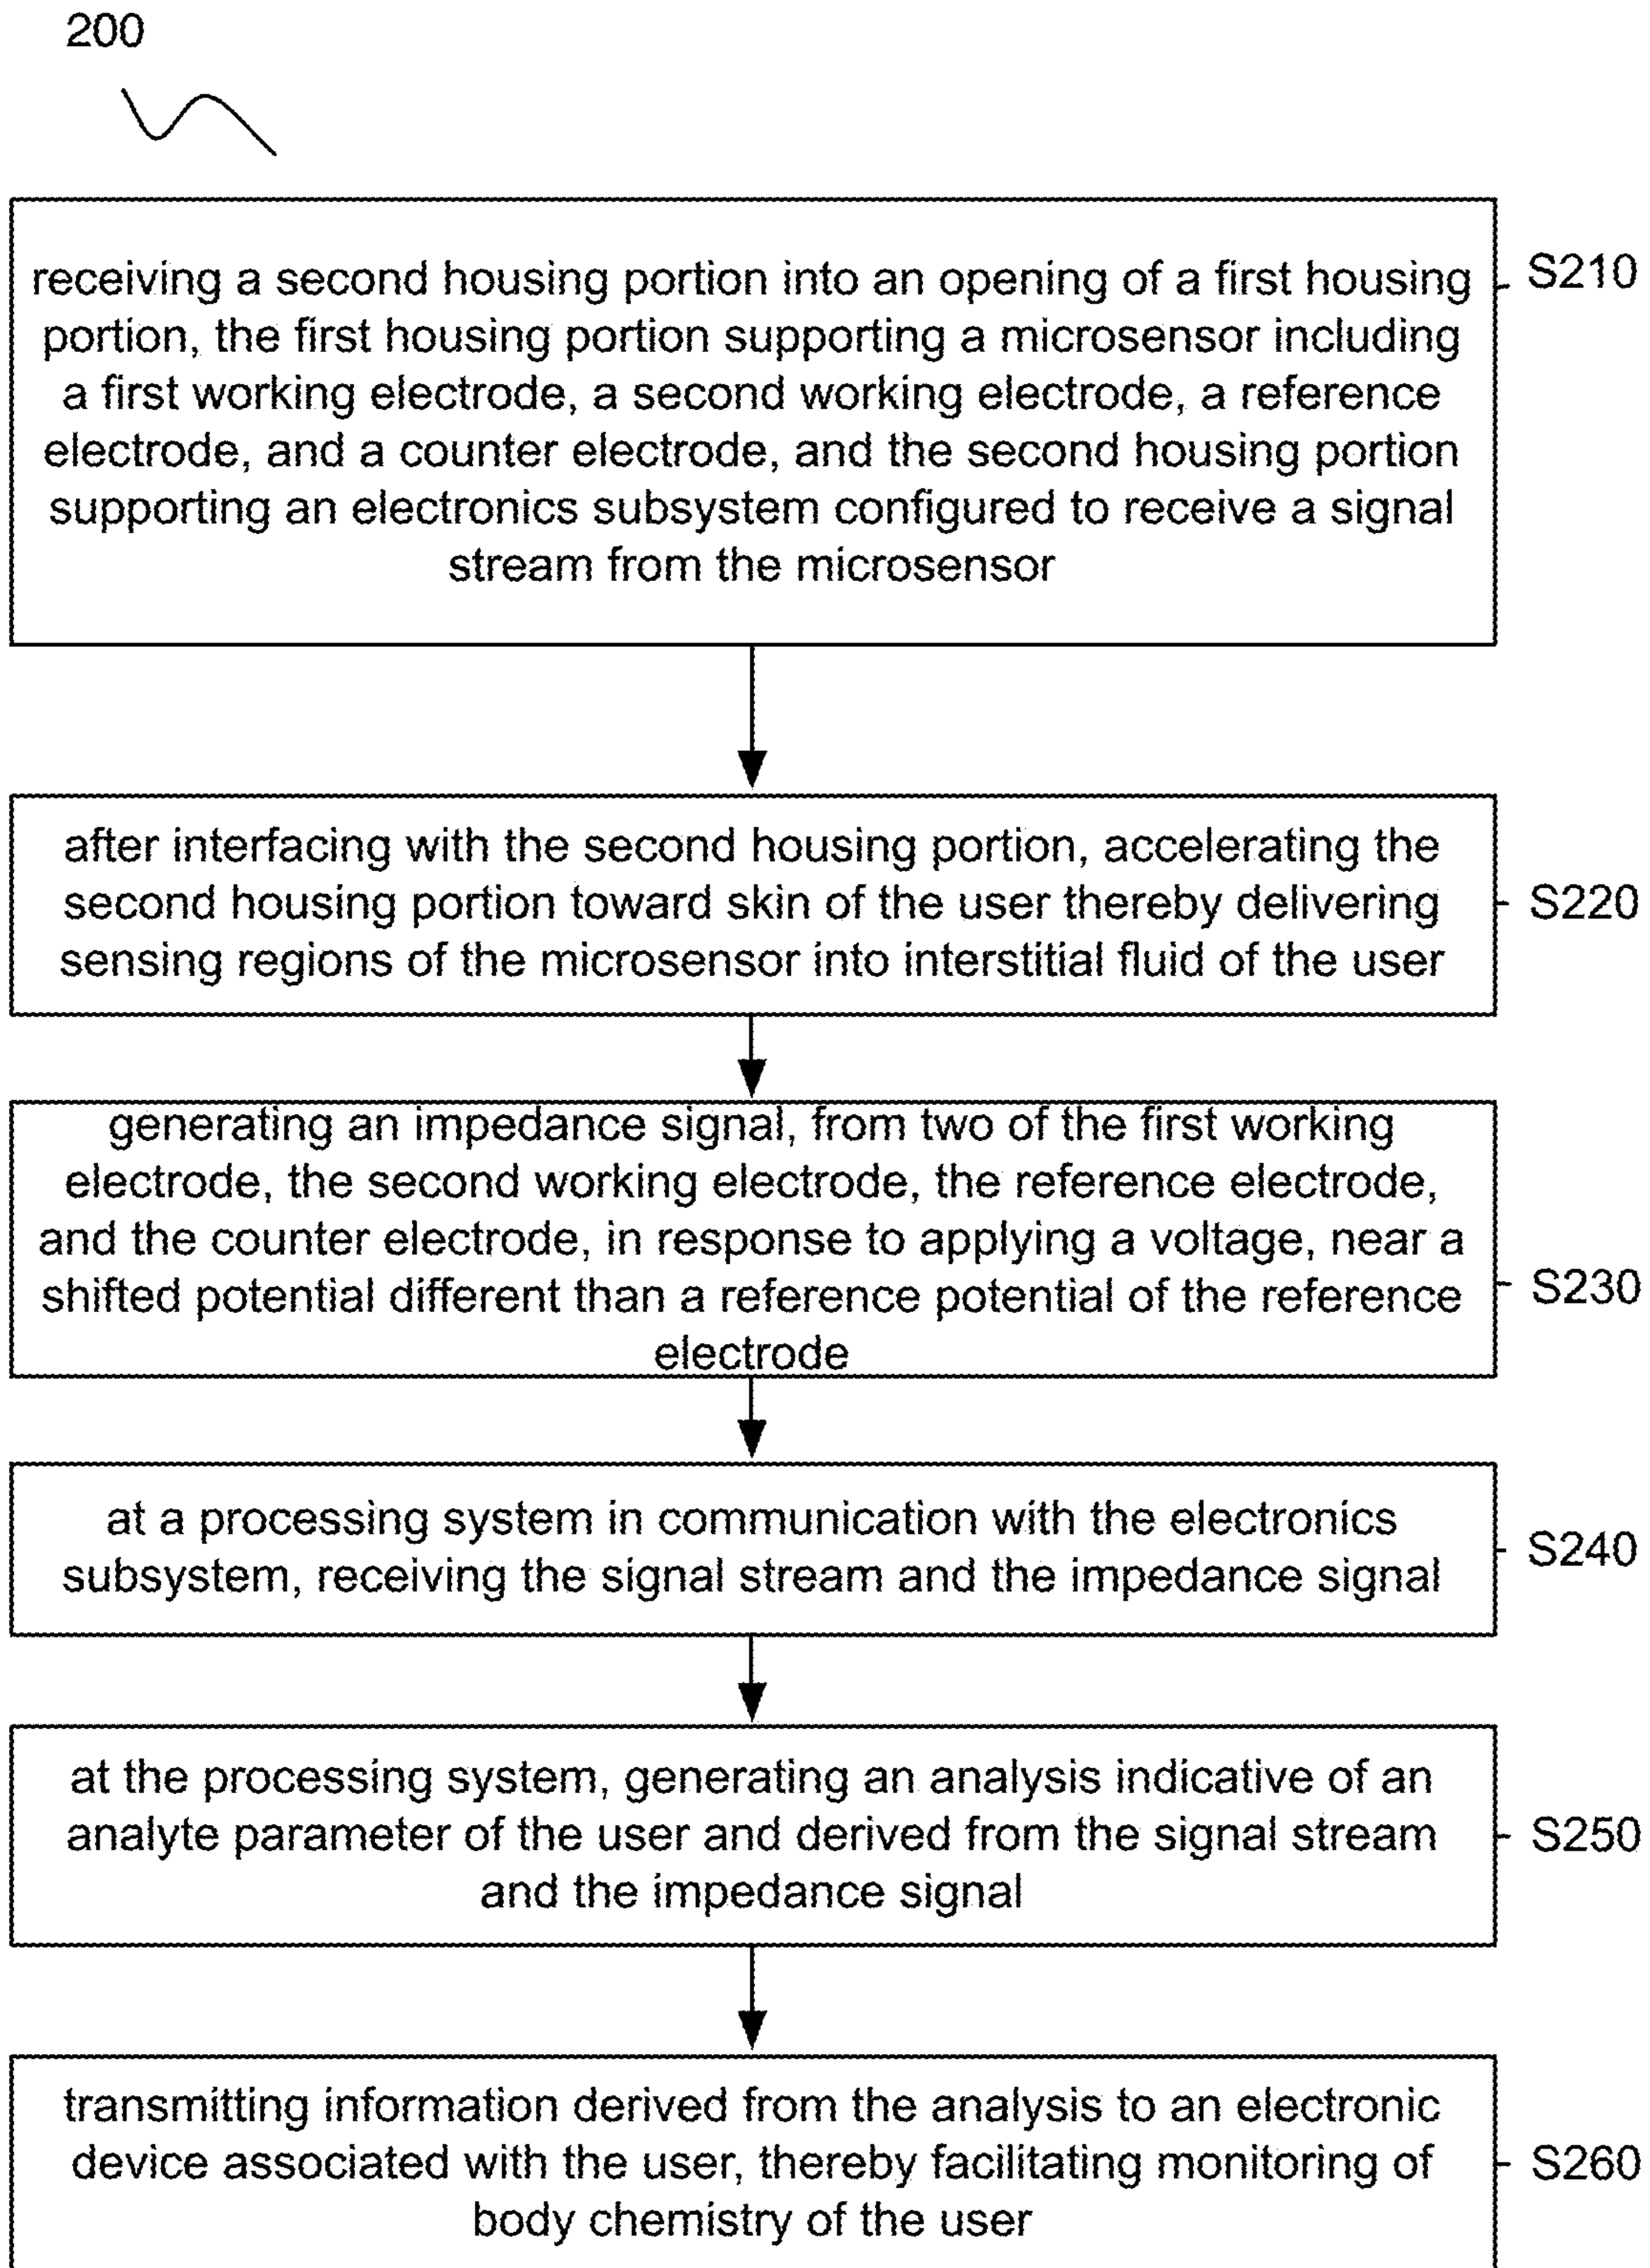 200
receiving a second housing portion into an opening of a first housing
portion, the first housing portion supporting a microsensor including
a first working electrode, a second working electrode, a reference
electrode, and a counter electrode, and the second housing portion
supporting an electronics subsystem configured to receive a signal
stream from the microsensor
S210
after interfacing with the second housing portion, accelerating the
second housing portion toward skin of the user thereby delivering
sensing regions of the microsensor into interstitial fluid of the user
S220
generating an impedance signal, from two of the first working
electrode, the second working electrode, the reference electrode,
and the counter electrode, in response to applying a voltage, near a
shifted potential different than a reference potential of the reference
electrode
S230
at a processing system in communication with the electronics
subsystem, receiving the signal stream and the impedance signal
S240
at the processing system, generating an analysis indicative of an
analyte parameter of the user and derived from the signal stream
and the impedance signal
S250
transmitting information derived from the analysis to an electronic
device associated with the user, thereby facilitating monitoring of
body chemistry of the user
S260